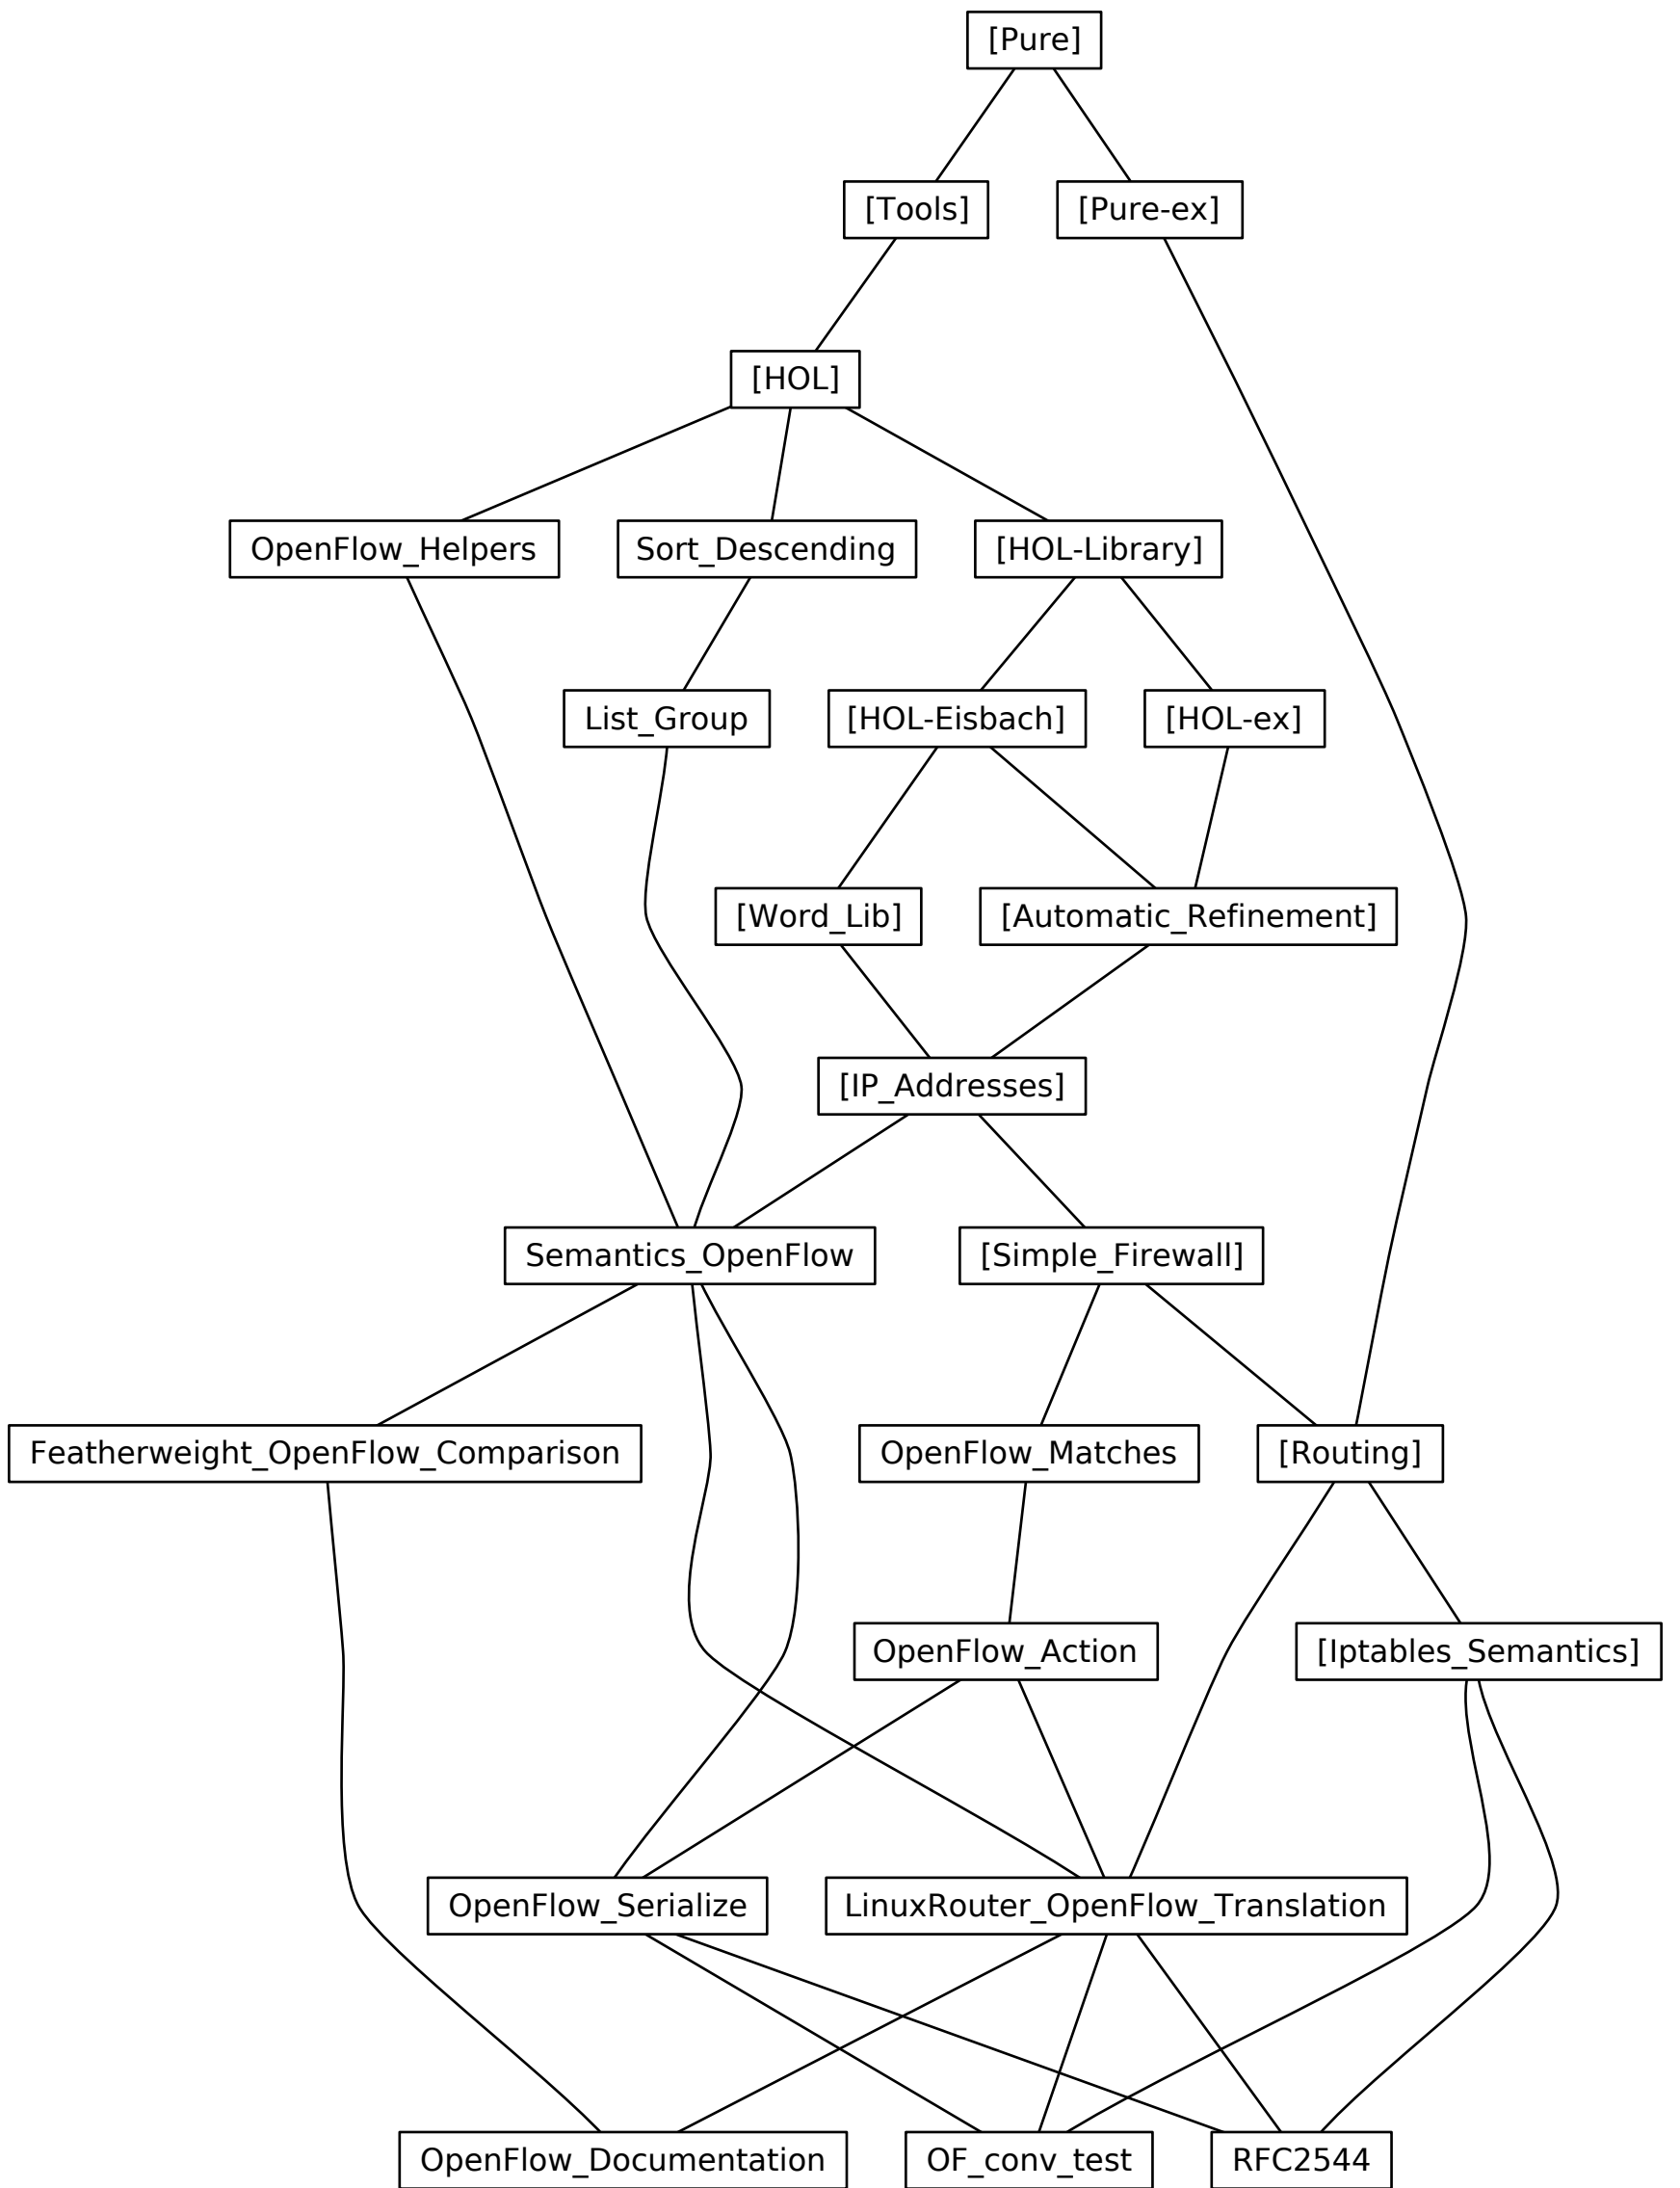 [Pure]
[Tools]
[Pure-ex]
[HOL]
OpenFlow_Helpers
Sort_Descending
[HOL-Library]
List_Group
[HOL-Eisbach]
[HOL-ex]
[Word_Lib]
[Automatic_Refinement]
[IP_Addresses]
Semantics_OpenFlow
[Simple_Firewall]
Featherweight_OpenFlow_Comparison
OpenFlow_Matches
[Routing]
OpenFlow_Action
[Iptables_Semantics]
OpenFlow_Serialize
LinuxRouter_OpenFlow_Translation
OpenFlow_Documentation
OF_conv_test
RFC2544